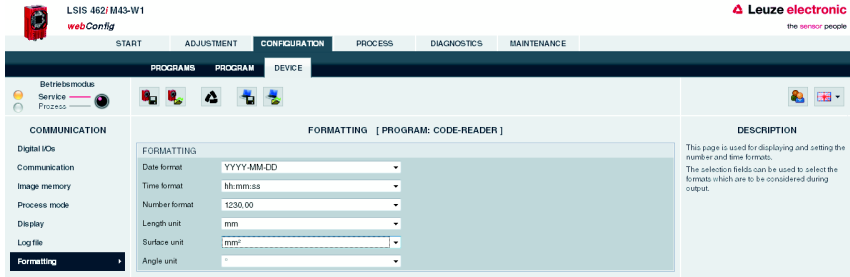 LSIS 462i M43-W1
webConfig
Leuze electronic
the sensor people
START ADJUSTMENT CONFIGURATION PROCESS DIAGNOSTICS MAINTENANCE
PROGRAMS PROGRAM DEVICE
Betriebsmodus
Service
Prozess
COMMUNICATION
Digital I/Os
Communication
Image memory
Process mode
Display
Log file
Formatting
FORMATTING [ PROGRAM: CODE-READER ]
FORMATTING
Date format YYYY-MM-DD
Time format hh:mm:ss
Number format 1230,00
Length unit mm
Surface unit mm²
Angle unit °
DESCRIPTION
This page is used for displaying and setting the
number and time formats.
The selection fields can be used to select the
formats which are to be considered during
output.